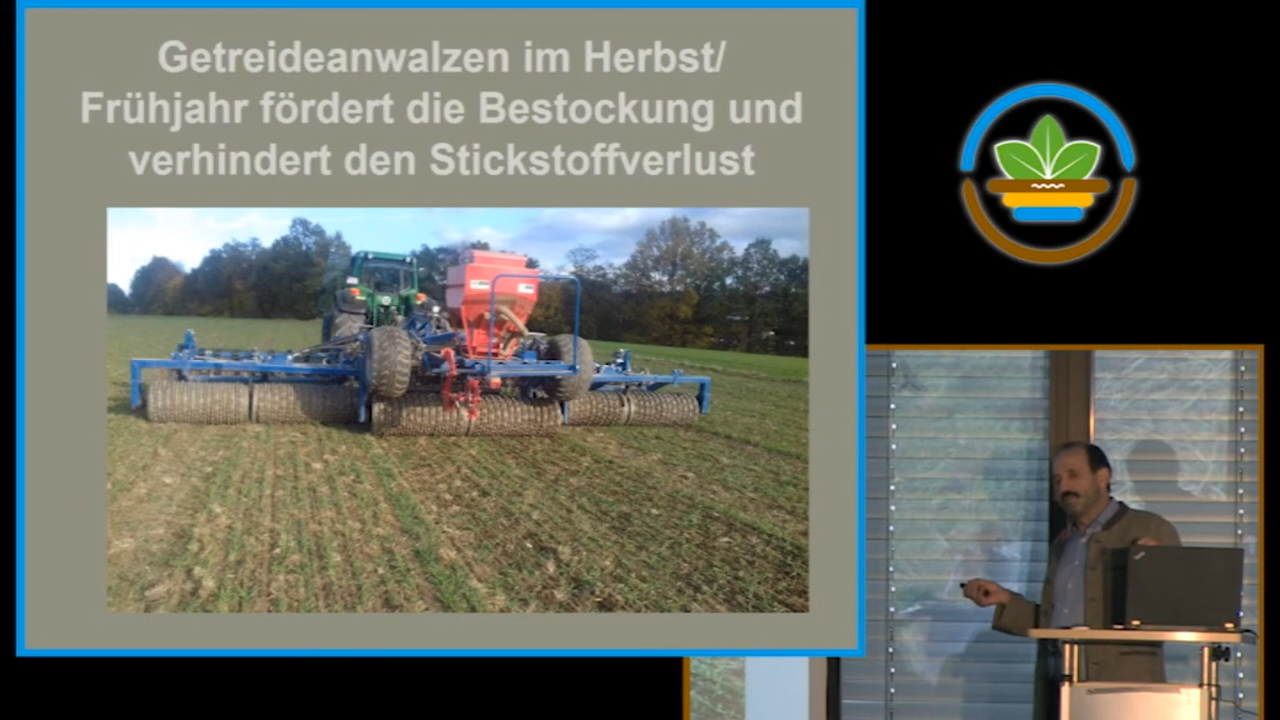 Getreideanwalzen im Herbst/
Frühjahr fördert die Bestockung und
verhindert den Stickstoffverlust